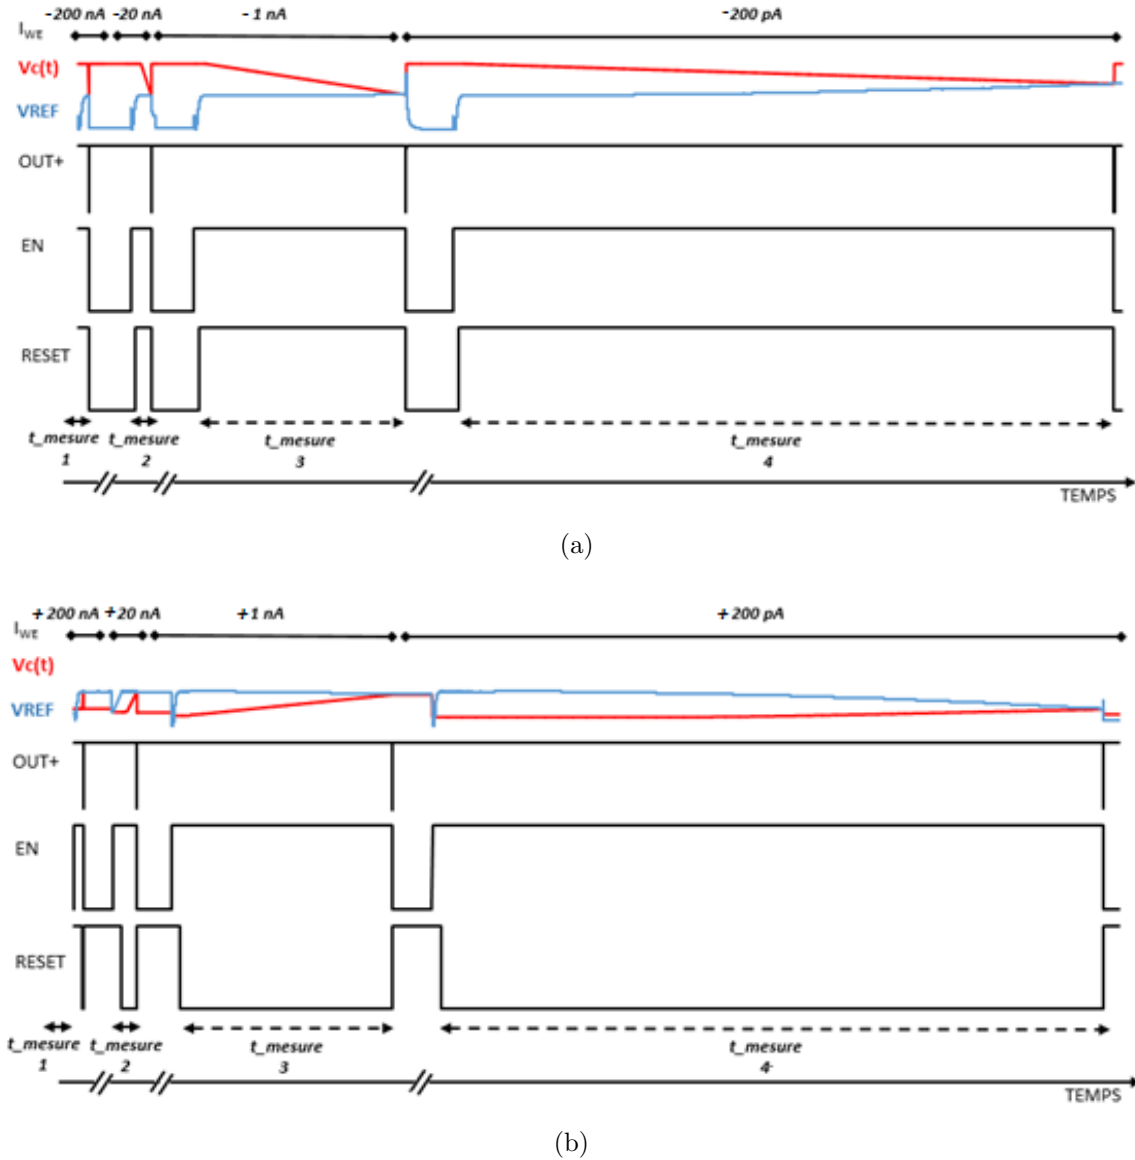 -200 nA -20 nA -1 nA -200 pA
I_WE
Vc(t)
VREF
OUT+
EN
RESET
t_mesure t_mesure t_mesure t_mesure
1 2 3 4
TEMPS
(a)
+200 nA +20 nA +1 nA +200 pA
I_WE
Vc(t)
VREF
OUT+
EN
RESET
t_mesure t_mesure t_mesure t_mesure
1 2 3 4
TEMPS
(b)